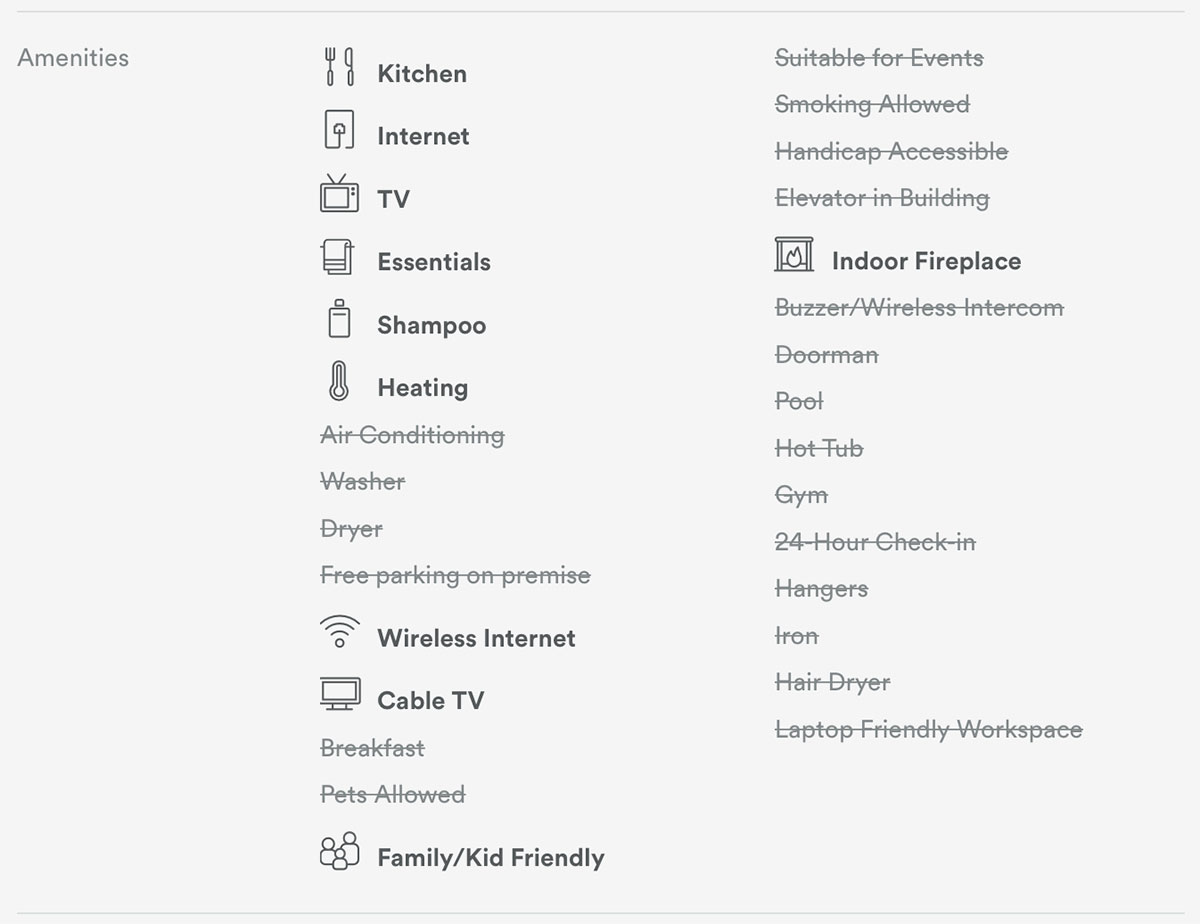 Amenities
Kitchen
Internet
TV
Essentials
Shampoo
Heating
Air Conditioning
Washer
Dryer
Free parking on premise
Wireless Internet
Cable TV
Breakfast
Pets Allowed
Family/Kid Friendly
Suitable for Events
Smoking Allowed
Handicap Accessible
Elevator in Building
Indoor Fireplace
Buzzer/Wireless Intercom
Doorman
Pool
Hot Tub
Gym
24-Hour Check-in
Hangers
Iron
Hair Dryer
Laptop Friendly Workspace